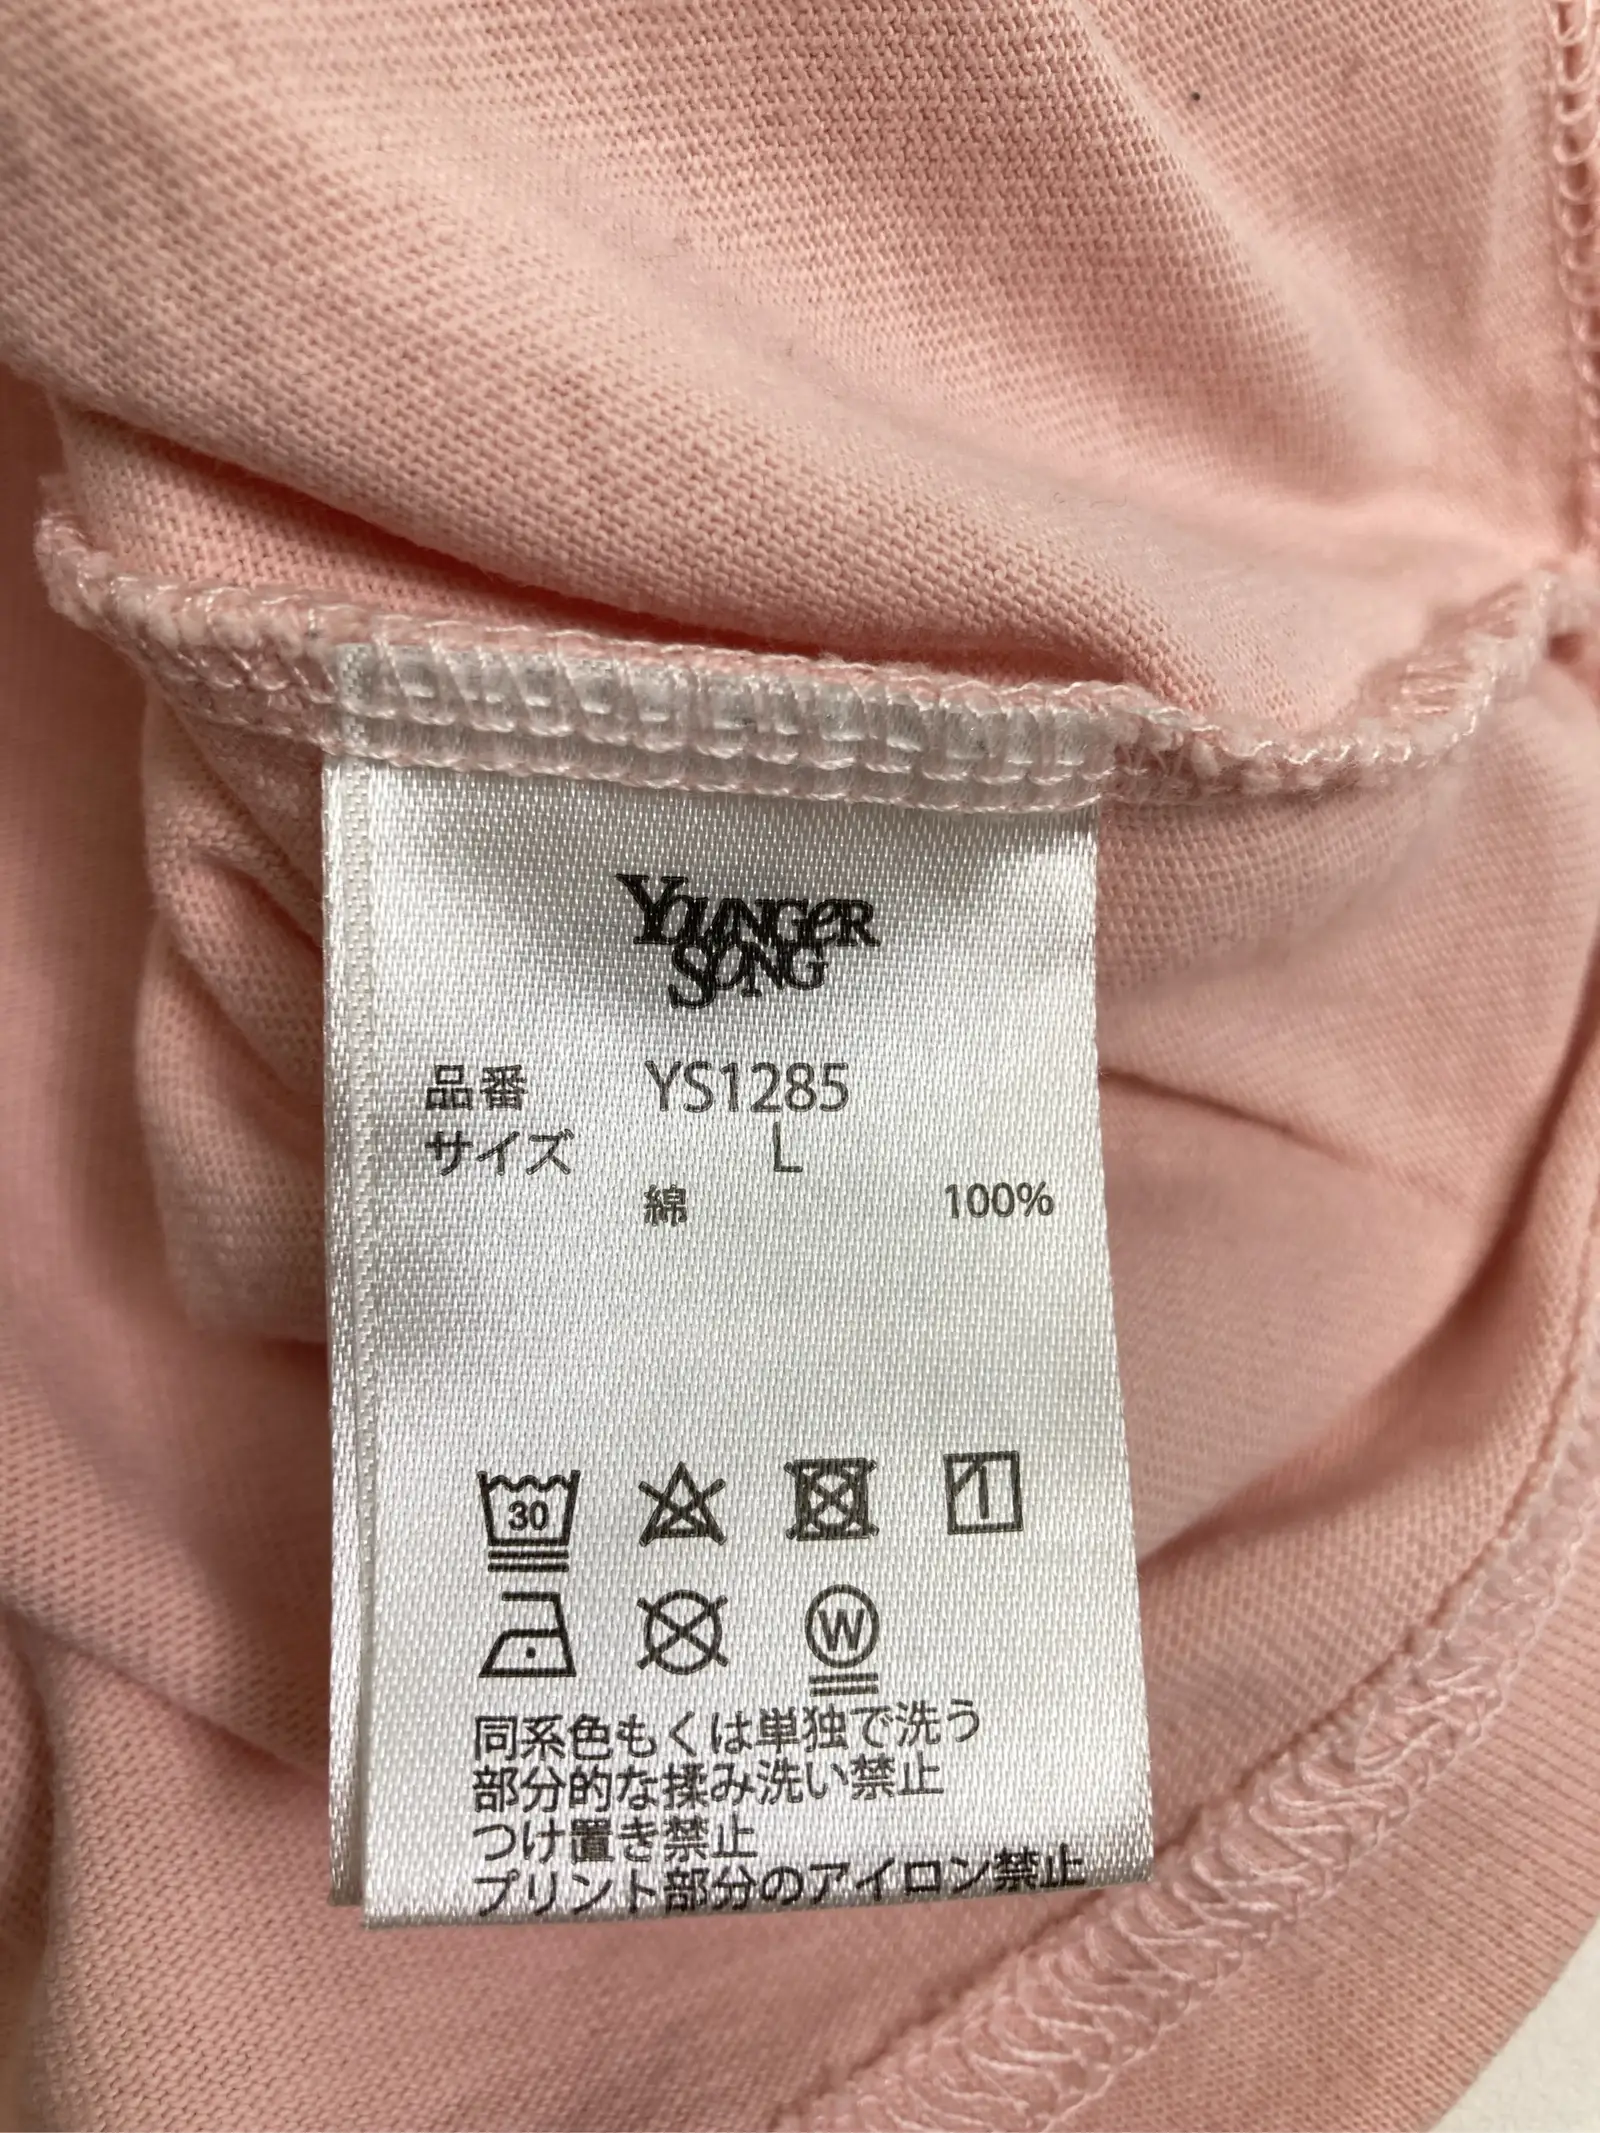 YOUNGER
SONG
品番 YS1285
サイズ L
綿 100%
30
W
同系色もくは単独で洗う
部分的な揉み洗い禁止
つけ置き禁止
プリント部分のアイロン禁止